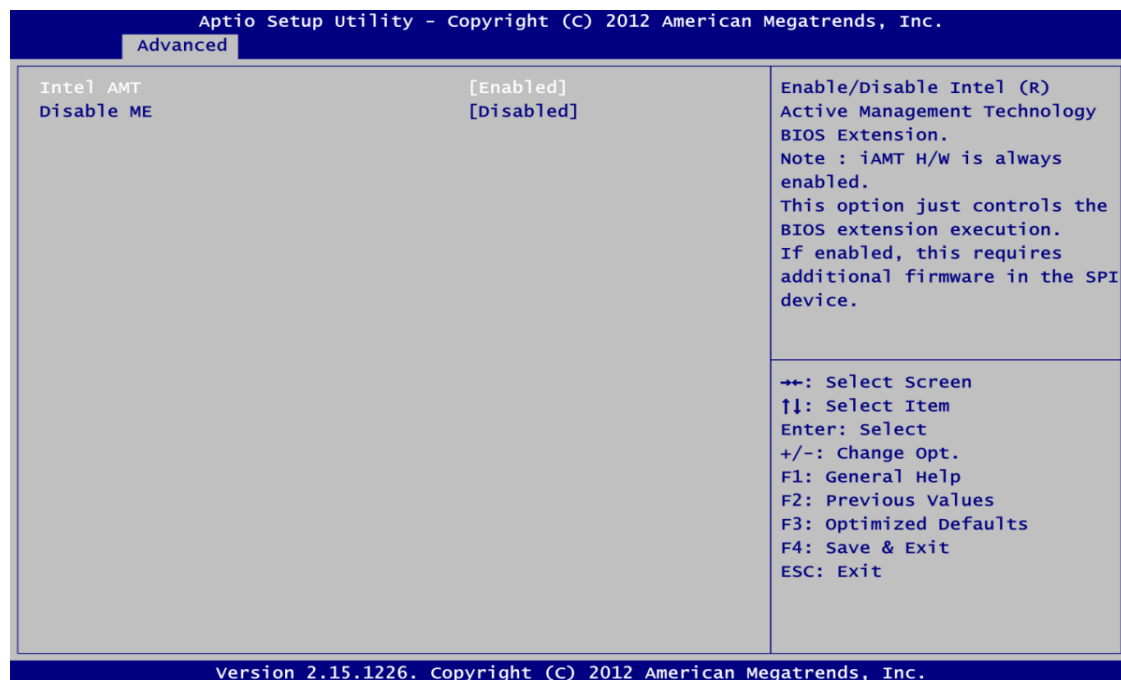 Aptio Setup Utility – Copyright (C) 2012 American Megatrends, Inc.
Advanced
Intel AMT [Enabled]
Disable ME [Disabled]
Enable/Disable Intel (R)
Active Management Technology
BIOS Extension.
Note : iAMT H/W is always
enabled.
This option just controls the
BIOS extension execution.
If enabled, this requires
additional firmware in the SPI
device.
→←: Select Screen
↑↓: Select Item
Enter: Select
+/-: Change Opt.
F1: General Help
F2: Previous Values
F3: Optimized Defaults
F4: Save & Exit
ESC: Exit
Version 2.15.1226. Copyright (C) 2012 American Megatrends, Inc.